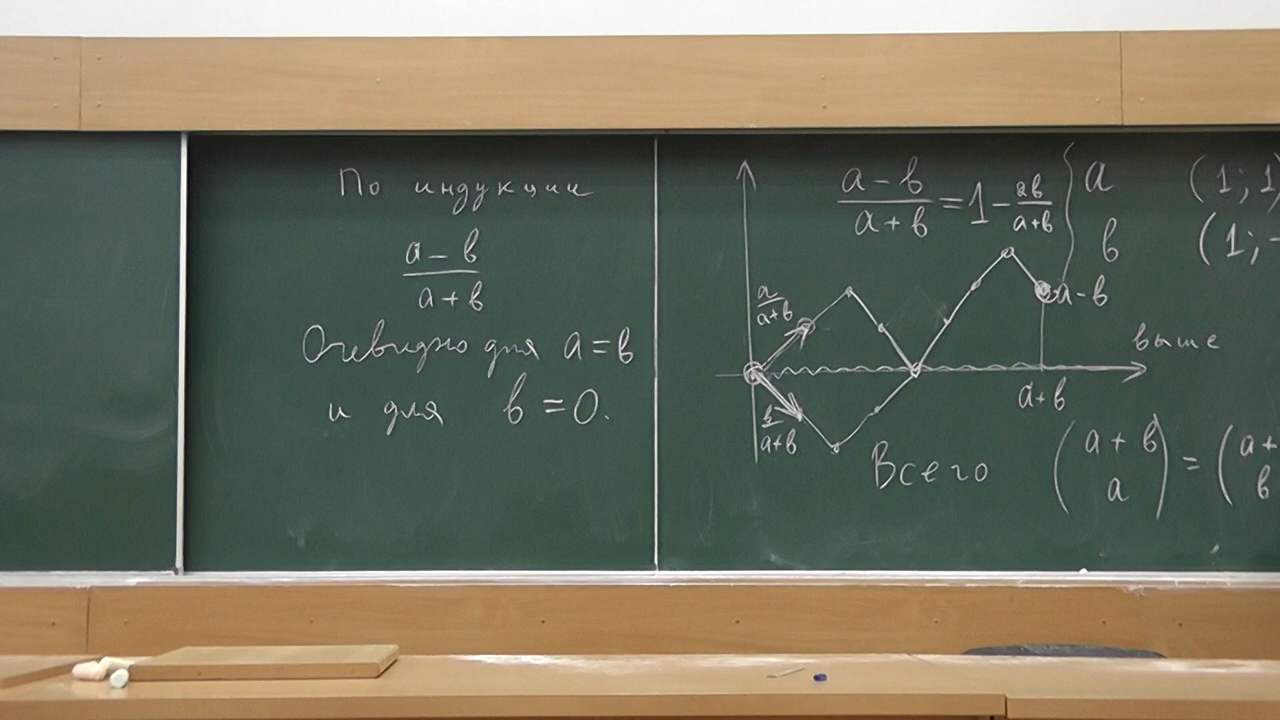 По индукции
a - b
a + b
Очевидно для a = b
и для b = 0.
a - b / a + b = 1 - 2b / a + b
a (1; 1)
b (1; -
a / a + b
a - b
выше
b / a + b
a + b
Всего (a + b / a) = (a + / b